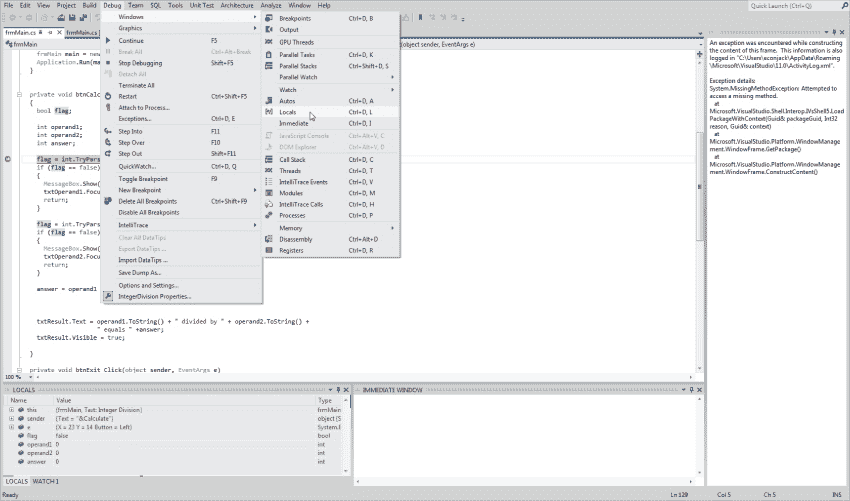 File Edit View Project Build Debug Team SQL Tools Unit Test Architecture Analyze Window Help
Quick Launch (Ctrl+Q)
frmMain.cs
frmMain.cs [
frmMain
(object sender, EventArgs e)
frmMain main = new
Application.Run(mai
}
private void btnCalc
{
bool flag;
int operand1;
int operand2;
int answer;
flag = int.TryPars
if (flag == false)
{
MessageBox.Show(
txtOperand1.Focu
return;
}
flag = int.TryPars
if (flag == false)
{
MessageBox.Show(
txtOperand2.Focu
return;
}
answer = operand1
txtResult.Text = operand1.ToString() + " divided by " + operand2.ToString() +
" equals " +answer;
txtResult.Visible = true;
}
private void btnExit_Click(object sender, EventArgs e)
100 %
Windows
Graphics
Continue F5
Break All Ctrl+Alt+Break
Stop Debugging Shift+F5
Detach All
Terminate All
Restart Ctrl+Shift+F5
Attach to Process...
Exceptions... Ctrl+D, E
Step Into F11
Step Over F10
Step Out Shift+F11
QuickWatch... Ctrl+D, Q
Toggle Breakpoint F9
New Breakpoint
Delete All Breakpoints Ctrl+Shift+F9
Disable All Breakpoints
IntelliTrace
Clear All DataTips
Export DataTips ...
Import DataTips ...
Save Dump As...
Options and Settings...
IntegerDivision Properties...
Breakpoints Ctrl+D, B
Output
GPU Threads
Parallel Tasks Ctrl+D, K
Parallel Stacks Ctrl+Shift+D, S
Parallel Watch
Watch
Autos Ctrl+D, A
Locals Ctrl+D, L
Immediate Ctrl+D, I
JavaScript Console Ctrl+Alt+V, C
DOM Explorer Ctrl+Alt+V, D
Call Stack Ctrl+D, C
Threads Ctrl+D, T
IntelliTrace Events Ctrl+D, V
Modules Ctrl+D, M
IntelliTrace Calls Ctrl+D, H
Processes Ctrl+D, P
Memory
Disassembly Ctrl+Alt+D
Registers Ctrl+D, R
An exception was encountered while constructing
the content of this frame. This information is also
logged in "C:\Users\econjack\AppData\Roaming
\Microsoft\VisualStudio\11.0\ActivityLog.xml".
Exception details:
System.MissingMethodException: Attempted to
access a missing method.
at
Microsoft.VisualStudio.Shell.Interop.IVsShell5.Load
PackageWithContext(Guid& packageGuid, Int32
reason, Guid& context)
at
Microsoft.VisualStudio.Platform.WindowManage
ment.WindowFrame.GetPackage()
at
Microsoft.VisualStudio.Platform.WindowManage
ment.WindowFrame.ConstructContent()
LOCALS
Name Value Type
this {frmMain, Text: Integer Division} frmMain
sender {Text = "&Calculate"} object {S
e {X = 23 Y = 14 Button = Left} System.E
flag false bool
operand1 0 int
operand2 0 int
answer 0 int
LOCALS WATCH 1
IMMEDIATE WINDOW
Ready
Ln 129 Col 5 Ch 5 INS